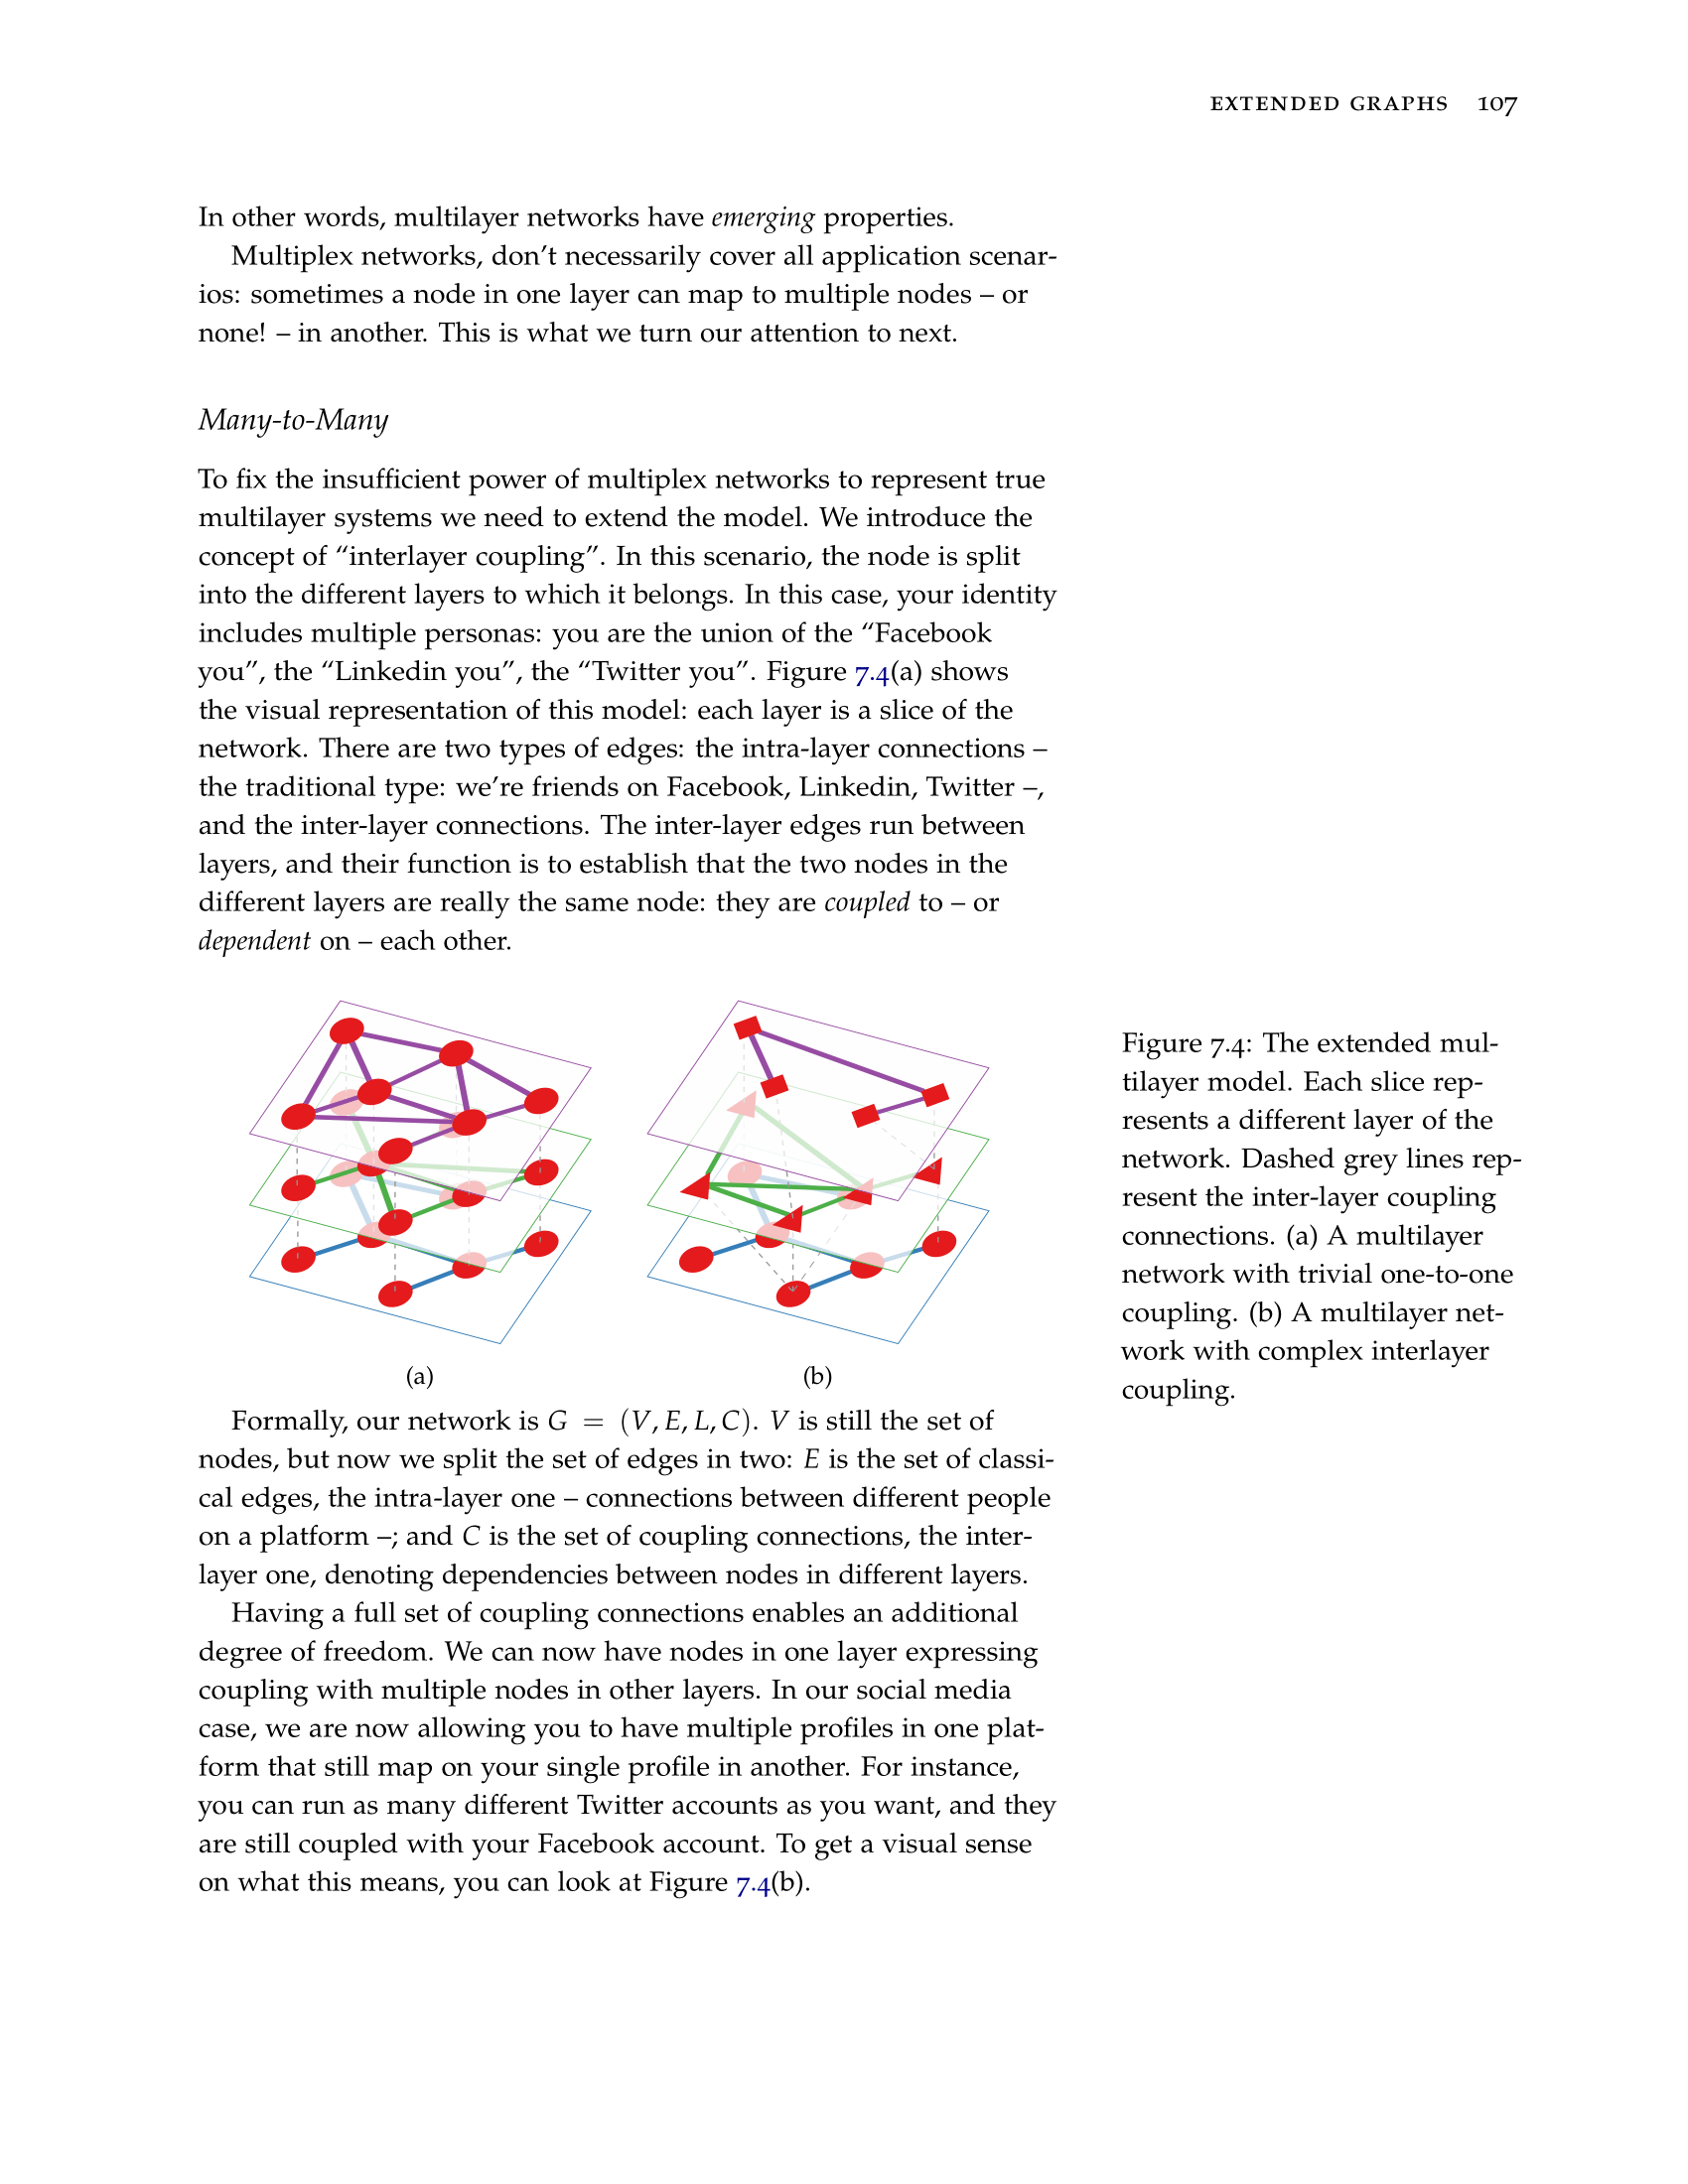 EXTENDED GRAPHS 107
In other words, multilayer networks have emerging properties.
Multiplex networks, don't necessarily cover all application scenar-
ios: sometimes a node in one layer can map to multiple nodes – or
none! – in another. This is what we turn our attention to next.
Many-to-Many
To fix the insufficient power of multiplex networks to represent true
multilayer systems we need to extend the model. We introduce the
concept of “interlayer coupling”. In this scenario, the node is split
into the different layers to which it belongs. In this case, your identity
includes multiple personas: you are the union of the “Facebook
you”, the “Linkedin you”, the “Twitter you”. Figure 7.4(a) shows
the visual representation of this model: each layer is a slice of the
network. There are two types of edges: the intra-layer connections –
the traditional type: we're friends on Facebook, Linkedin, Twitter –,
and the inter-layer connections. The inter-layer edges run between
layers, and their function is to establish that the two nodes in the
different layers are really the same node: they are coupled to – or
dependent on – each other.
(a)
(b)
Figure 7.4: The extended mul-
tilayer model. Each slice rep-
resents a different layer of the
network. Dashed grey lines rep-
resent the inter-layer coupling
connections. (a) A multilayer
network with trivial one-to-one
coupling. (b) A multilayer net-
work with complex interlayer
coupling.
Formally, our network is G = (V, E, L, C). V is still the set of
nodes, but now we split the set of edges in two: E is the set of classi-
cal edges, the intra-layer one – connections between different people
on a platform –; and C is the set of coupling connections, the inter-
layer one, denoting dependencies between nodes in different layers.
Having a full set of coupling connections enables an additional
degree of freedom. We can now have nodes in one layer expressing
coupling with multiple nodes in other layers. In our social media
case, we are now allowing you to have multiple profiles in one plat-
form that still map on your single profile in another. For instance,
you can run as many different Twitter accounts as you want, and they
are still coupled with your Facebook account. To get a visual sense
on what this means, you can look at Figure 7.4(b).